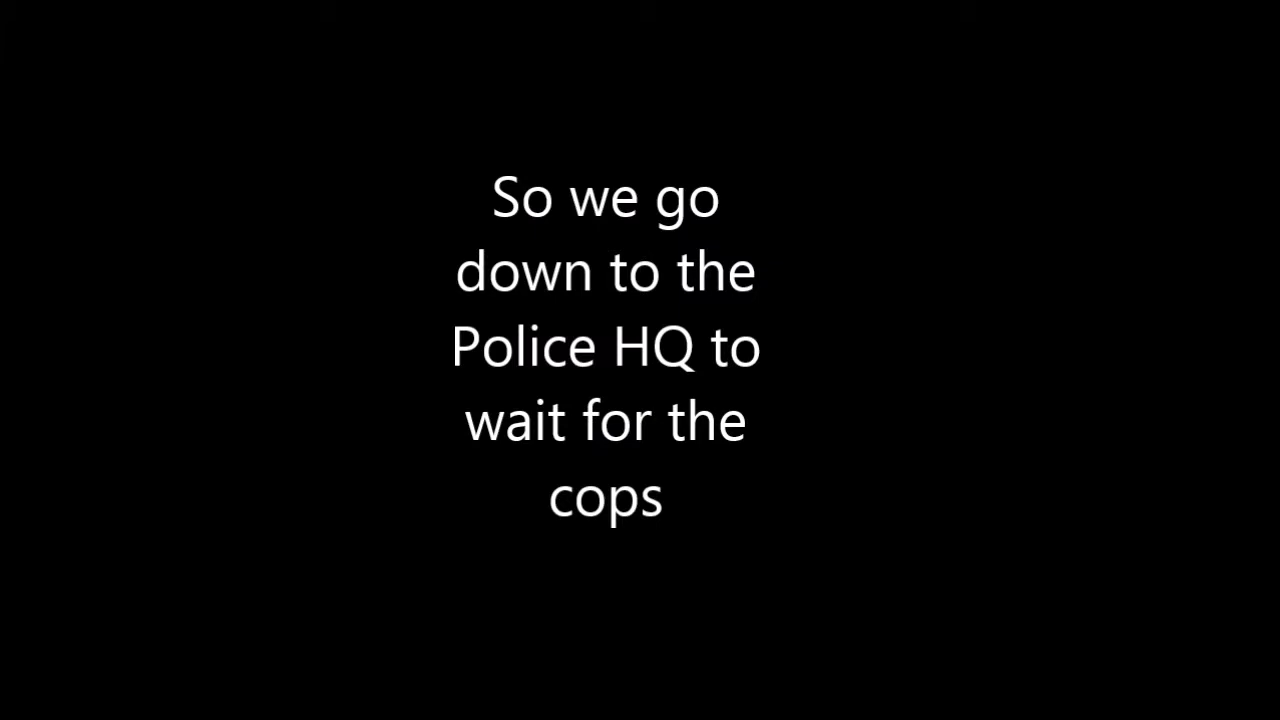 So we go
down to the
Police HQ to
wait for the
cops